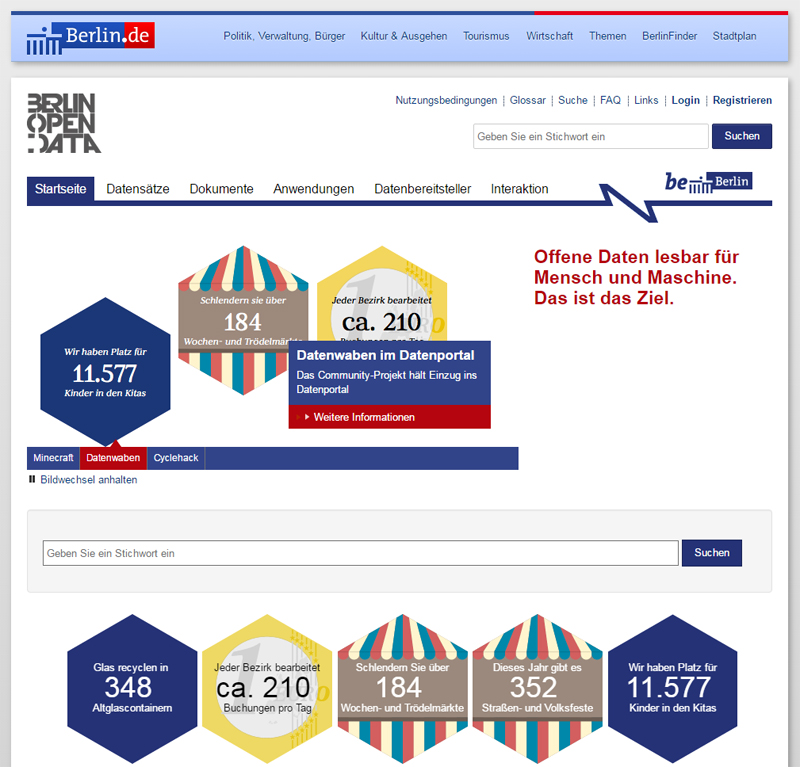 Berlin.de
Politik, Verwaltung, Bürger Kultur & Ausgehen Tourismus Wirtschaft Themen BerlinFinder Stadtplan
BERLIN
OPEN
DATA
Nutzungsbedingungen | Glossar | Suche | FAQ | Links | Login | Registrieren
Geben Sie ein Stichwort ein Suchen
Startseite Datensätze Dokumente Anwendungen Datenbereitsteller Interaktion
be Berlin
Offene Daten lesbar für
Mensch und Maschine.
Das ist das Ziel.
Schlendern sie über
184
Wochen- und Trödelmärkte
Jeder Bezirk bearbeitet
ca. 210
Buchungen pro Tag
Wir haben Platz für
11.577
Kinder in den Kitas
Datenwaben im Datenportal
Das Community-Projekt hält Einzug ins
Datenportal
Weitere Informationen
Minecraft Datenwaben Cyclehack
Bildwechsel anhalten
Geben Sie ein Stichwort ein Suchen
Glas recyclen in
348
Altglascontainern
Jeder Bezirk bearbeitet
ca. 210
Buchungen pro Tag
Schlendern Sie über
184
Wochen- und Trödelmärkte
Dieses Jahr gibt es
352
Straßen- und Volksfeste
Wir haben Platz für
11.577
Kinder in den Kitas